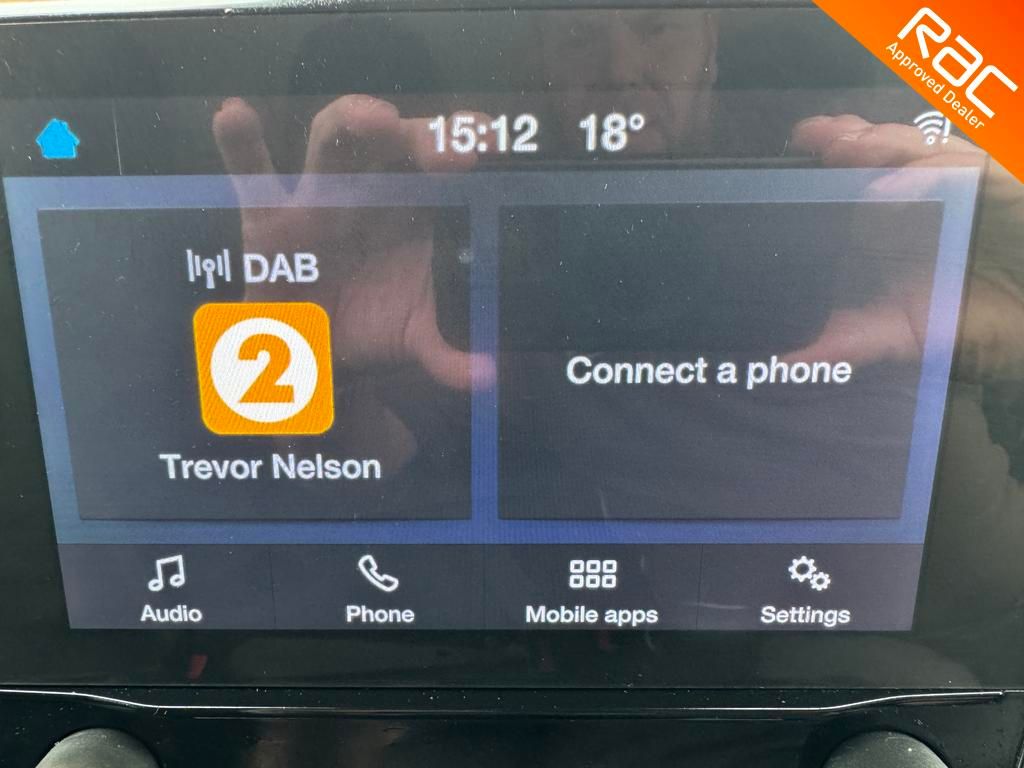 rac
Approved Dealer
15:12 18°
DAB
2
Trevor Nelson
Connect a phone
Audio
Phone
Mobile apps
Settings